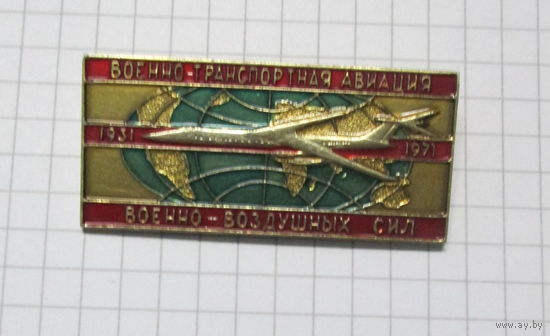 ВОЕННО-ТРАНСПОРТНАЯ АВИАЦИЯ
1931 1971
ВОЕННО-ВОЗДУШНЫХ СИЛ
www.ay.by